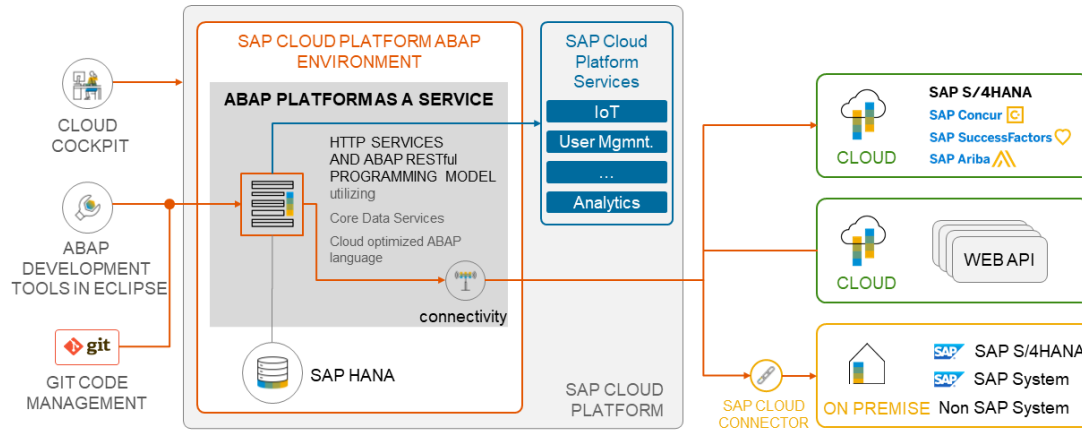 CLOUD
COCKPIT
ABAP
DEVELOPMENT
TOOLS IN ECLIPSE
git
GIT CODE
MANAGEMENT
SAP CLOUD PLATFORM ABAP
ENVIRONMENT
ABAP PLATFORM AS A SERVICE
HTTP SERVICES
AND ABAP RESTful
PROGRAMMING MODEL
utilizing
Core Data Services
Cloud optimized ABAP
language
connectivity
SAP HANA
SAP Cloud
Platform
Services
IoT
User Mgmnt.
...
Analytics
SAP CLOUD
PLATFORM
CLOUD
SAP S/4HANA
SAP Concur C
SAP SuccessFactors
SAP Ariba
CLOUD
WEB API
SAP CLOUD
CONNECTOR
ON PREMISE
SAP SAP S/4HANA
SAP SAP System
Non SAP System